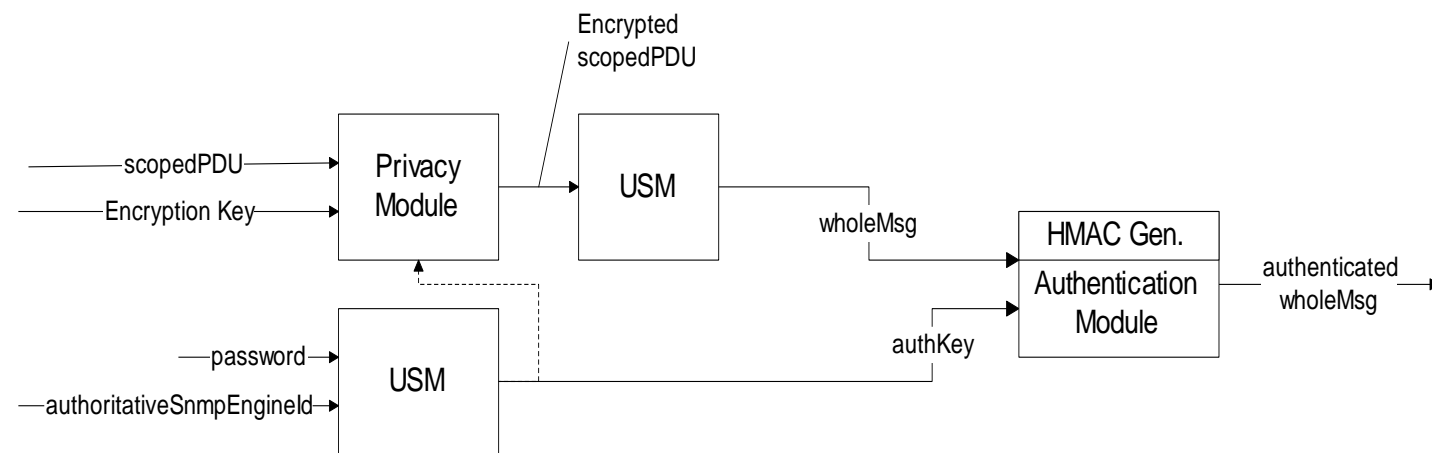 Encrypted
scopedPDU
scopedPDU
Encryption Key
Privacy
Module
USM
wholeMsg
HMAC Gen.
Authentication
Module
authenticated
wholeMsg
authKey
password
authoritativeSnmpEngineId
USM